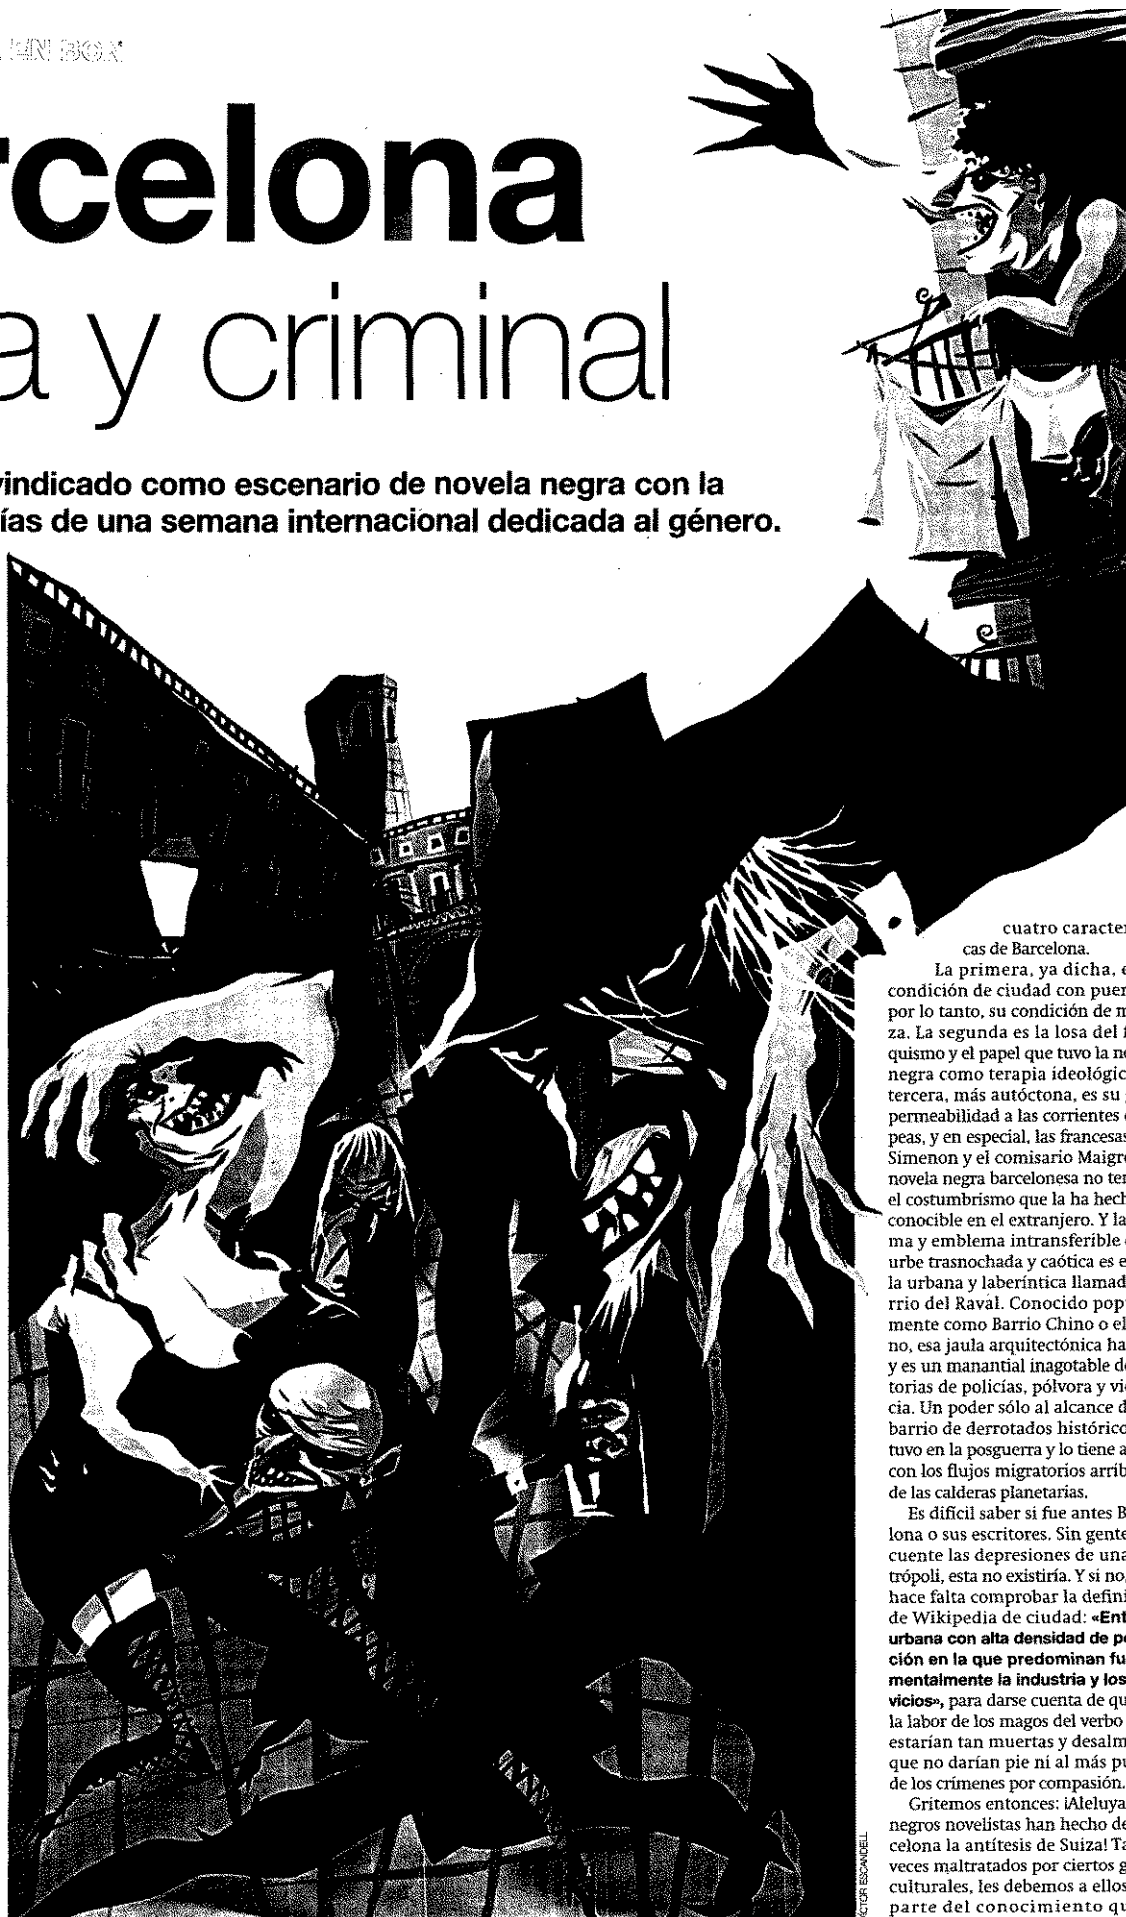 EN BOX
rcelona
a y criminal
vindicado como escenario de novela negra con la
ías de una semana internacional dedicada al género.
cuatro caracter
cas de Barcelona.
La primera, ya dicha, e
condición de ciudad con puer
por lo tanto, su condición de m
za. La segunda es la losa del f
quismo y el papel que tuvo la no
negra como terapia ideológic
tercera, más autóctona, es su
permeabilidad a las corrientes e
peas, y en especial, las francesas
Simenon y el comisario Maigre
novela negra barcelonesa no ten
el costumbrismo que la ha hech
conocible en el extranjero. Y la
ma y emblema intransferible
urbe trasnochada y caótica es e
la urbana y laberíntica llamad
rrio del Raval. Conocido pop
mente como Barrio Chino o el
no, esa jaula arquitectónica ha
y es un manantial inagotable de
torias de policías, pólvora y vio
cia. Un poder sólo al alcance d
barrio de derrotados histórico
tuvo en la posguerra y lo tiene a
con los flujos migratorios arrib
de las calderas planetarias.
Es difícil saber si fue antes B
lona o sus escritores. Sin gente
cuente las depresiones de una
trópoli, esta no existiría. Y si no,
hace falta comprobar la defini
de Wikipedia de ciudad: «Ent
urbana con alta densidad de po
ción en la que predominan fu
mentalmente la industria y los
vicios», para darse cuenta de qu
la labor de los magos del verbo
estarían tan muertas y desalm
que no darían pie ni al más pu
de los crímenes por compasión.
Gritemos entonces: ¡Aleluya
negros novelistas han hecho de
celona la antítesis de Suiza! Ta
veces maltratados por ciertos g
culturales, les debemos a ellos
parte del conocimiento qu
CTOR ESCANDELL